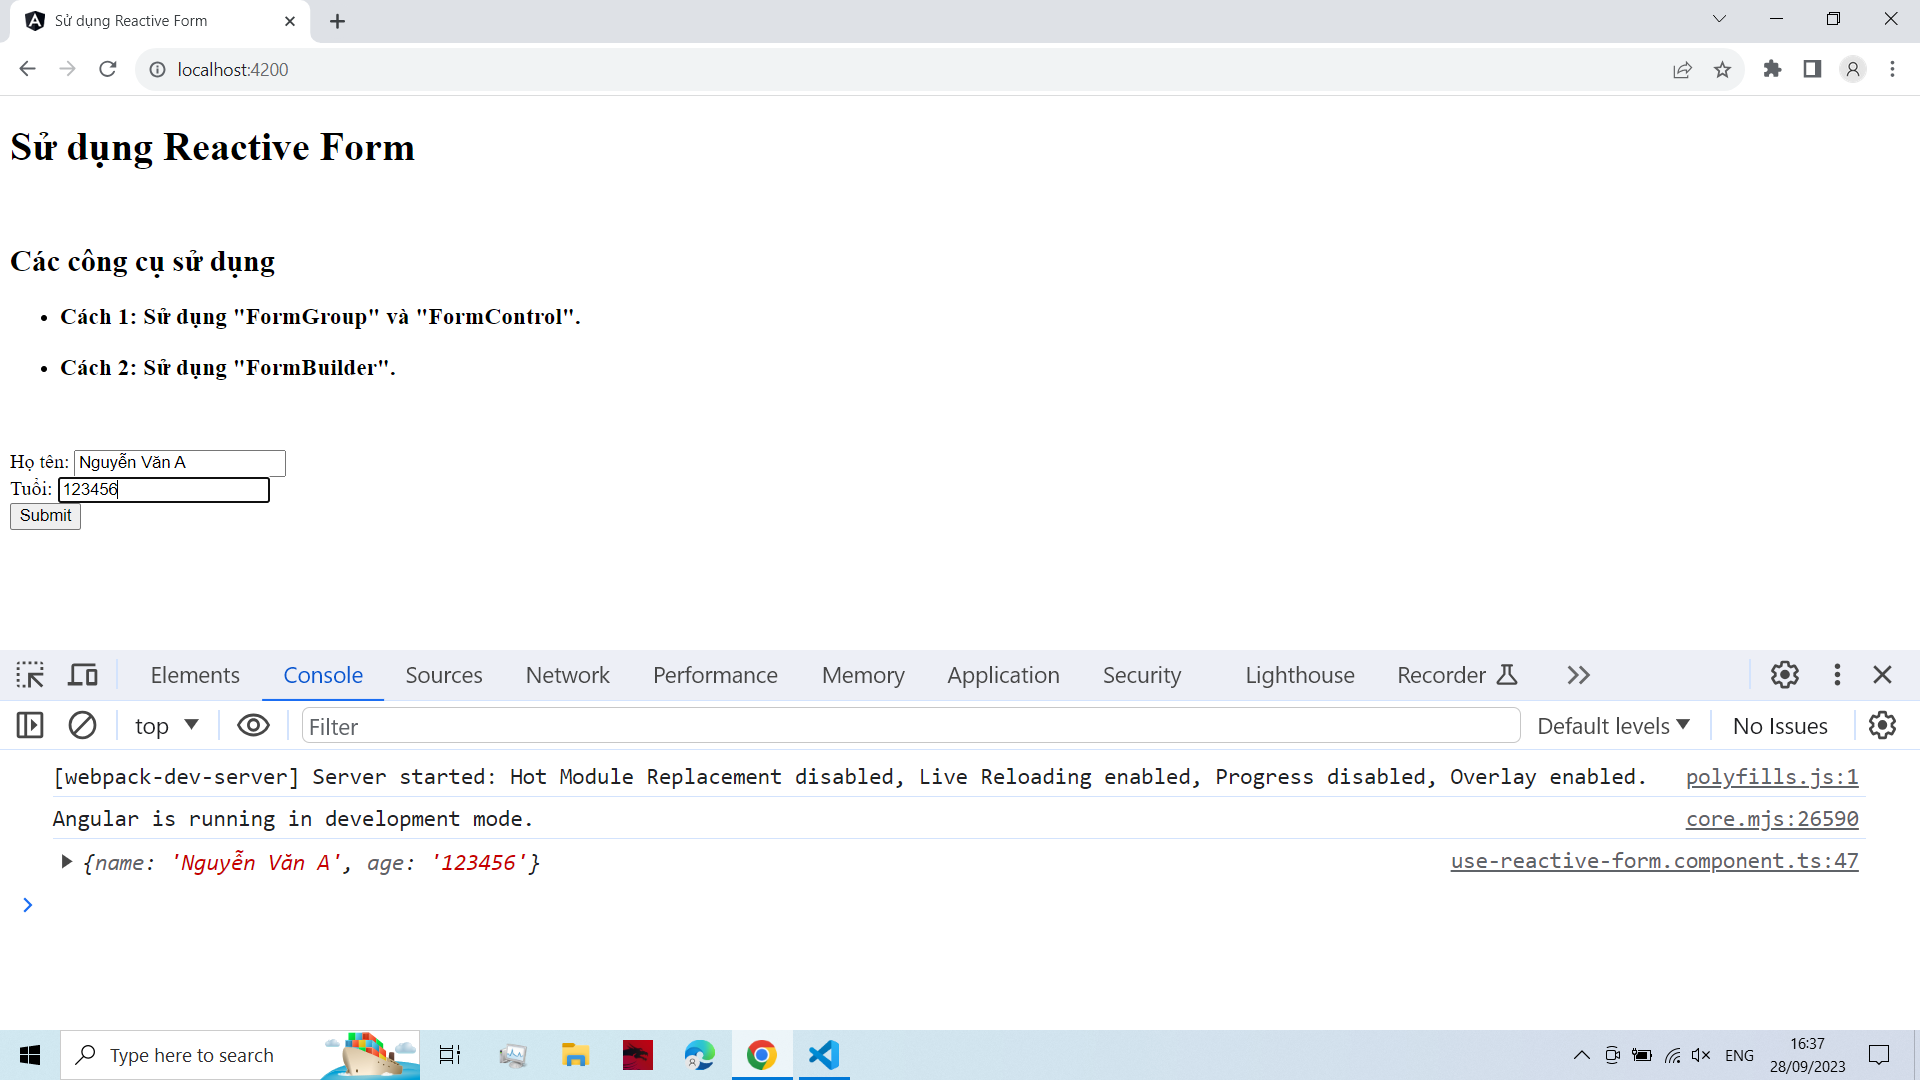 Sử dụng Reactive Form
localhost:4200
Sử dụng Reactive Form
Các công cụ sử dụng
• Cách 1: Sử dụng "FormGroup" và "FormControl".
• Cách 2: Sử dụng "FormBuilder".
Họ tên: Nguyễn Văn A
Tuổi: 123456
Submit
Elements Console Sources Network Performance Memory Application Security Lighthouse Recorder
top Filter Default levels No Issues
[webpack-dev-server] Server started: Hot Module Replacement disabled, Live Reloading enabled, Progress disabled, Overlay enabled. polyfills.js:1
Angular is running in development mode. core.mjs:26590
{name: 'Nguyễn Văn A', age: '123456'} use-reactive-form.component.ts:47
Type here to search
ENG
16:37
28/09/2023